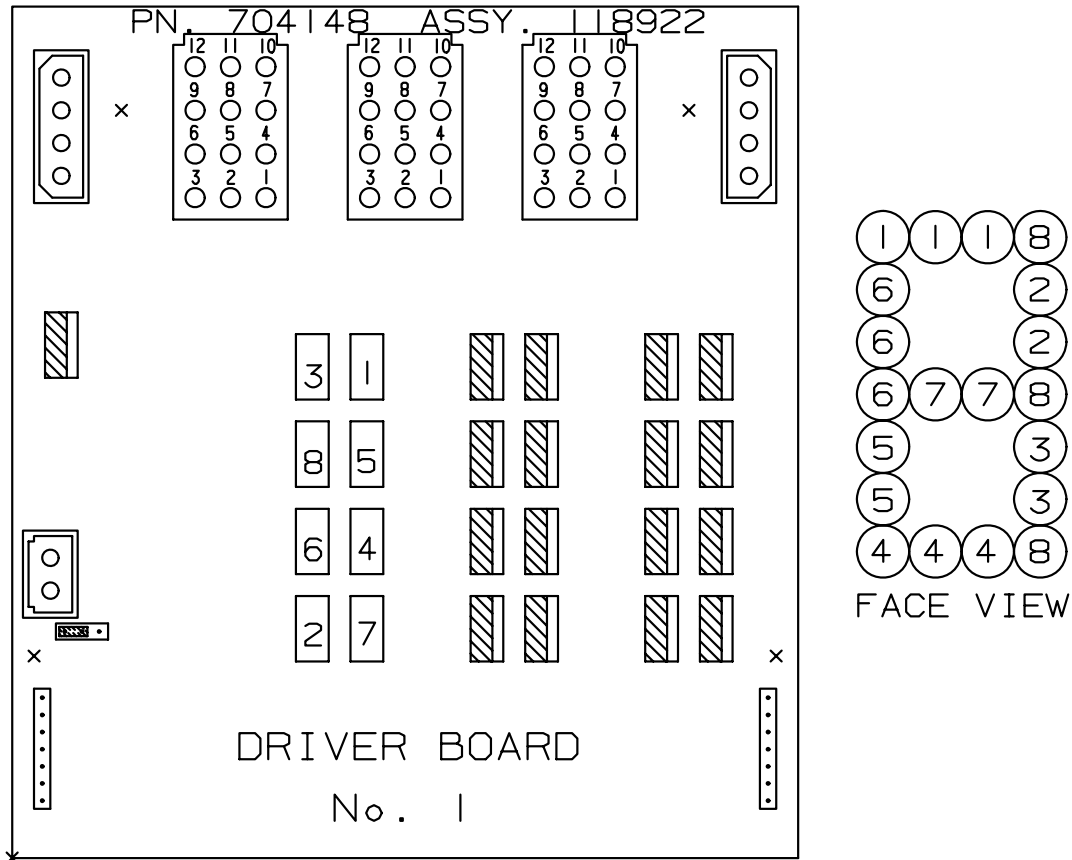 PN. 704148 ASSY. 118922
12 11 10 12 11 10 12 11 10
9 8 7 9 8 7 9 8 7
6 5 4 6 5 4 6 5 4
3 2 1 3 2 1 3 2 1
3 1
8 5
6 4
2 7
DRIVER BOARD
No. 1
1 1 1 8
6 2
6 2
6 7 7 8
5 3
5 3
4 4 4 8
FACE VIEW